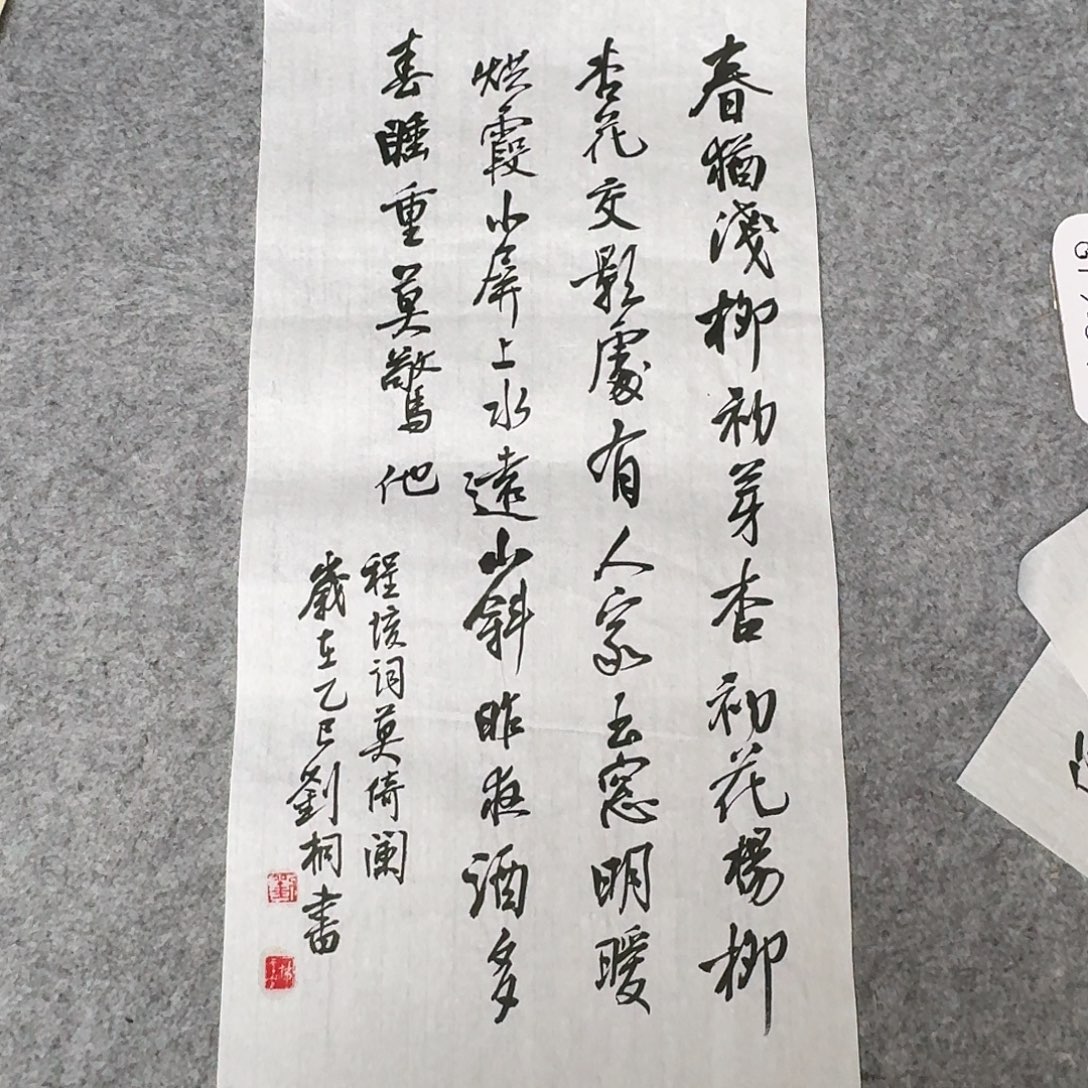 春猶淺柳初芽杏初花楊柳
杏花交影處有人家玉窻明暖
烘霞小屏上水遠山斜昨夜酒多
春睡重莫驚他
程垓词莫倚闌
歲在乙巳劉桐書